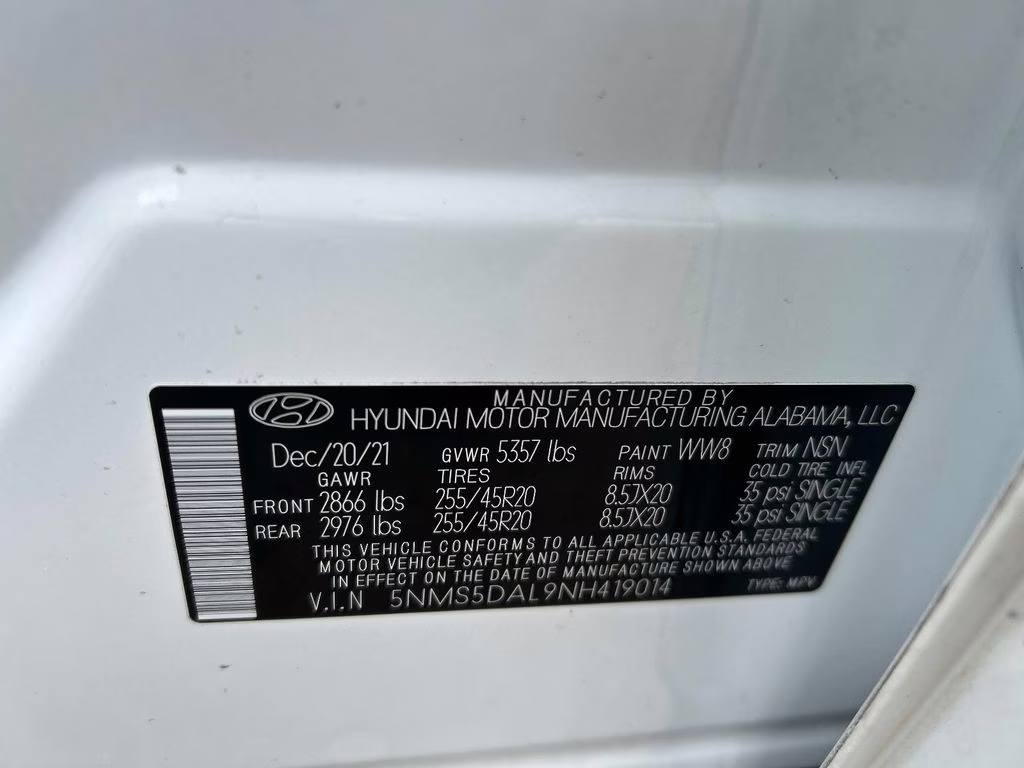 MANUFACTURED BY
HYUNDAI MOTOR MANUFACTURING ALABAMA, LLC
Dec/20/21 GVWR 5357 lbs PAINT WW8 TRIM NSN
GAWR TIRES RIMS COLD TIRE INFL
FRONT 2866 lbs 255/45R20 8.5JX20 35 psi SINGLE
REAR 2976 lbs 255/45R20 8.5JX20 35 psi SINGLE
THIS VEHICLE CONFORMS TO ALL APPLICABLE U.S.A. FEDERAL
MOTOR VEHICLE SAFETY AND THEFT PREVENTION STANDARDS
IN EFFECT ON THE DATE OF MANUFACTURE SHOWN ABOVE
V.I.N 5NMS5DAL9NH419014 TYPE: MPV